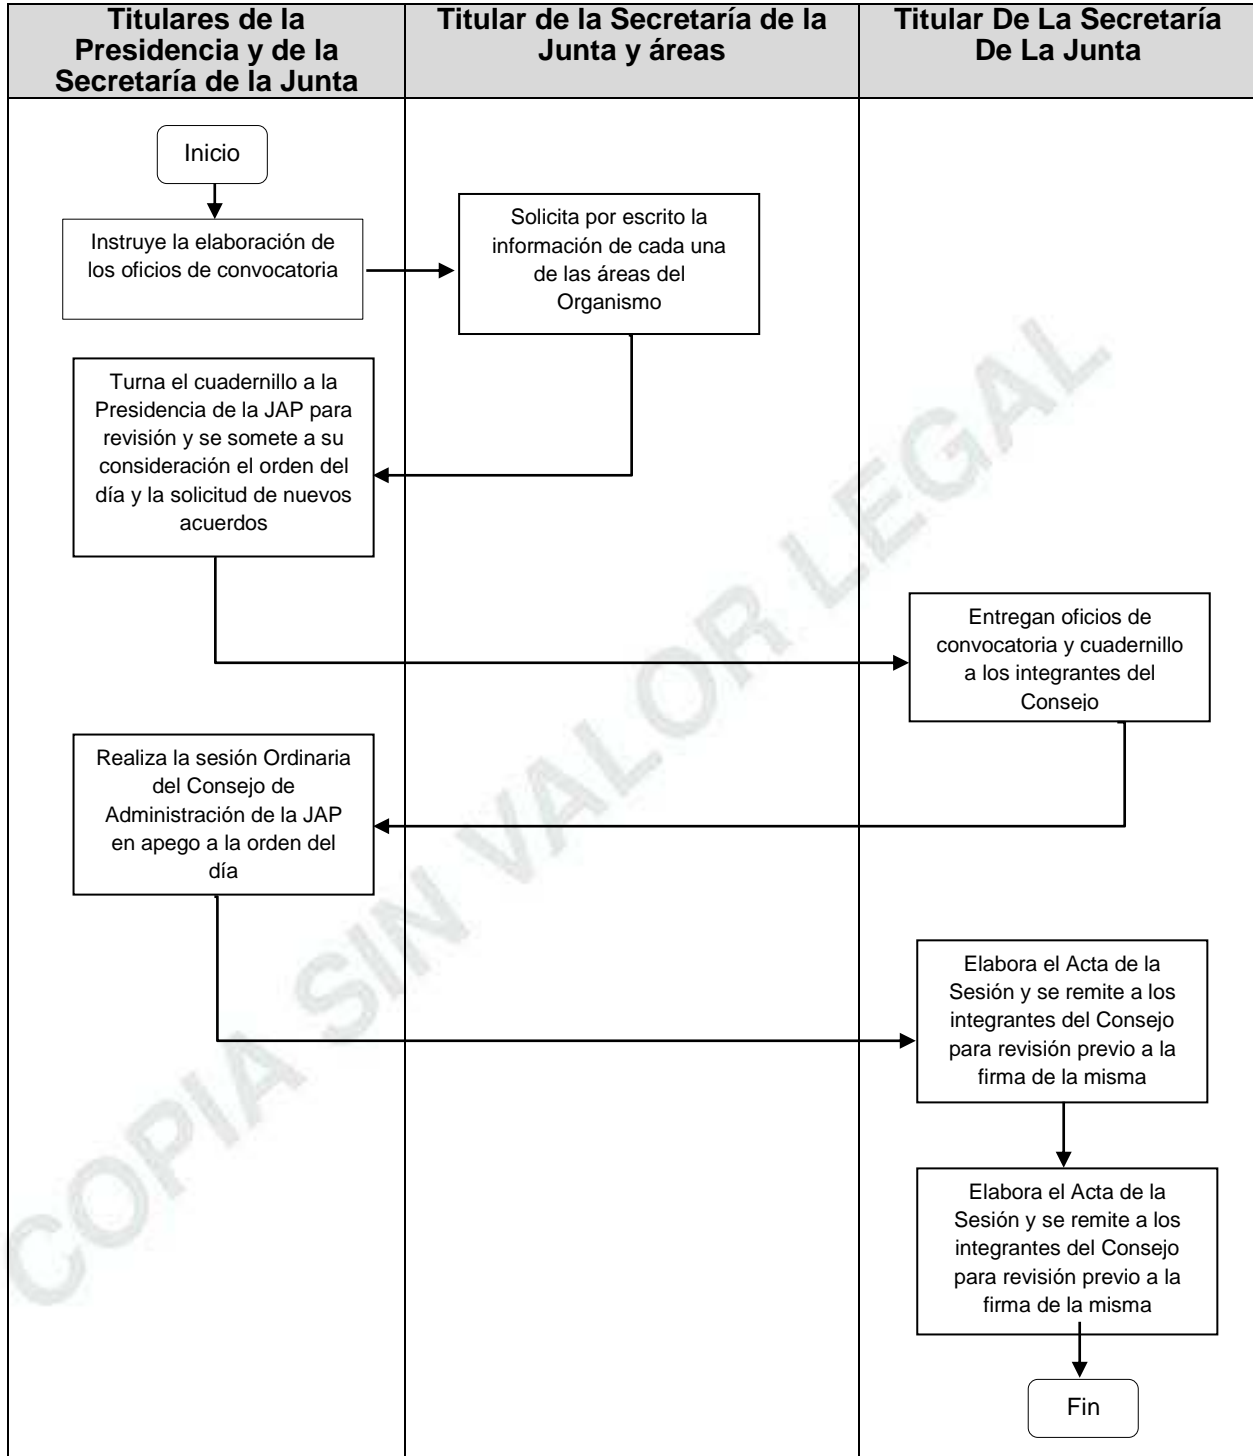 Titulares de la
Presidencia y de la
Secretaría de la Junta
Titular de la Secretaría de la
Junta y áreas
Titular De La Secretaría
De La Junta
Inicio
Instruye la elaboración de
los oficios de convocatoria
Solicita por escrito la
información de cada una
de las áreas del
Organismo
Turna el cuadernillo a la
Presidencia de la JAP para
revisión y se somete a su
consideración el orden del
día y la solicitud de nuevos
acuerdos
Entregan oficios de
convocatoria y cuadernillo
a los integrantes del
Consejo
Realiza la sesión Ordinaria
del Consejo de
Administración de la JAP
en apego a la orden del
día
Elabora el Acta de la
Sesión y se remite a los
integrantes del Consejo
para revisión previo a la
firma de la misma
Elabora el Acta de la
Sesión y se remite a los
integrantes del Consejo
para revisión previo a la
firma de la misma
Fin
COPIA SIN VALOR LEGAL